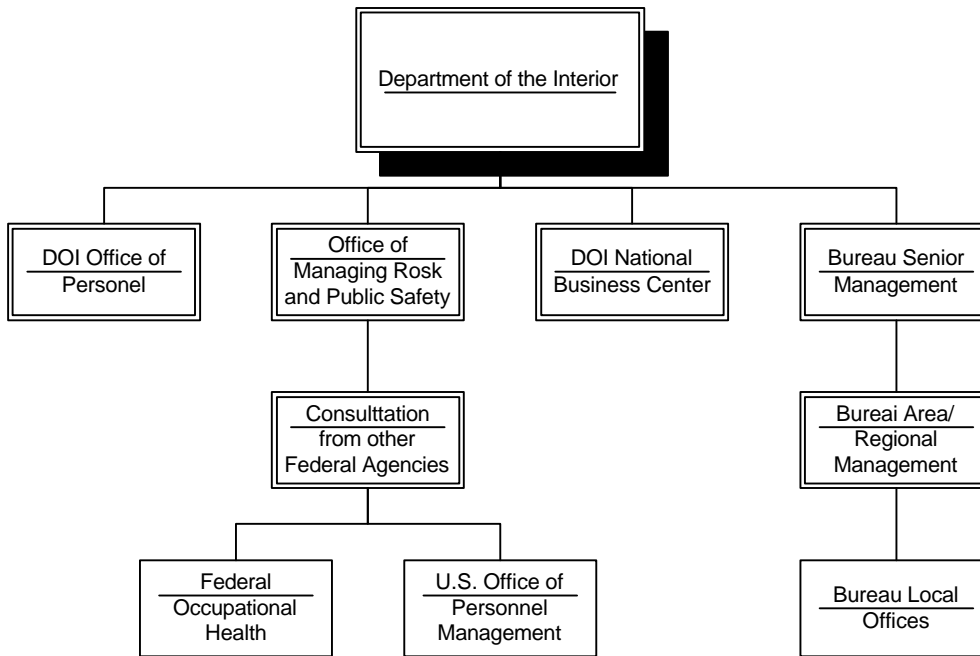 Department of the Interior
DOI Office of
Personel
Office of
Managing Risk
and Public Safety
DOI National
Business Center
Bureau Senior
Management
Consulttation
from other
Federal Agencies
Bureai Area/
Regional
Management
Federal
Occupational
Health
U.S. Office of
Personnel
Management
Bureau Local
Offices